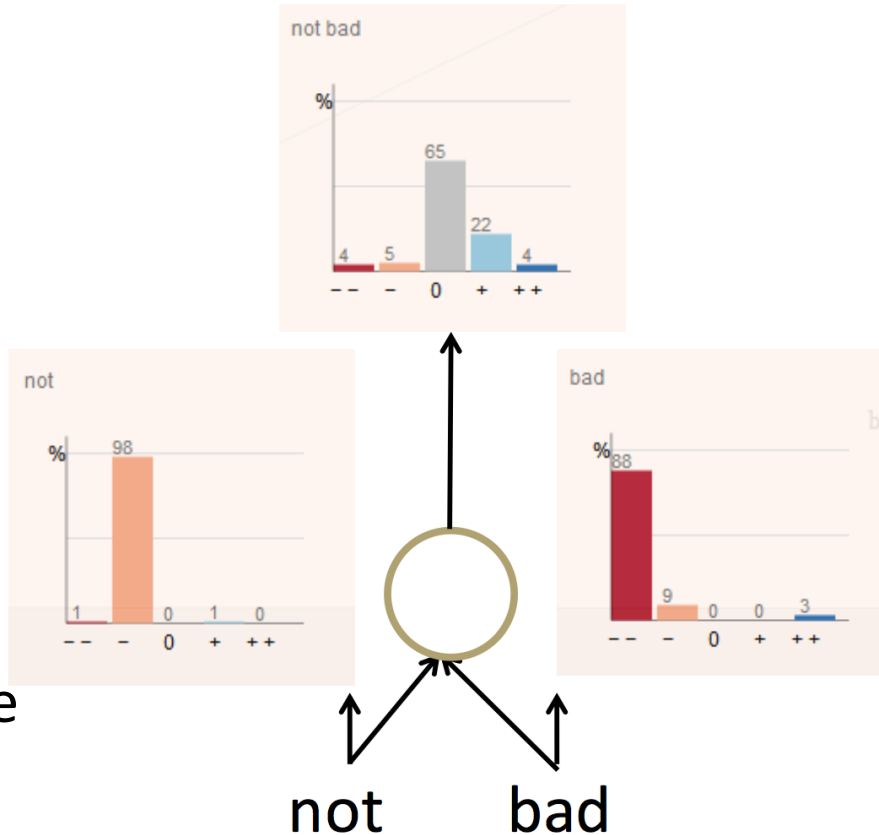 not bad
%
65
22
4 5 4
-- - 0 + ++
not
%
98
1 0 1 0
-- - 0 + ++
bad
%
88
9 0 0 3
-- - 0 + ++
b
e
not bad